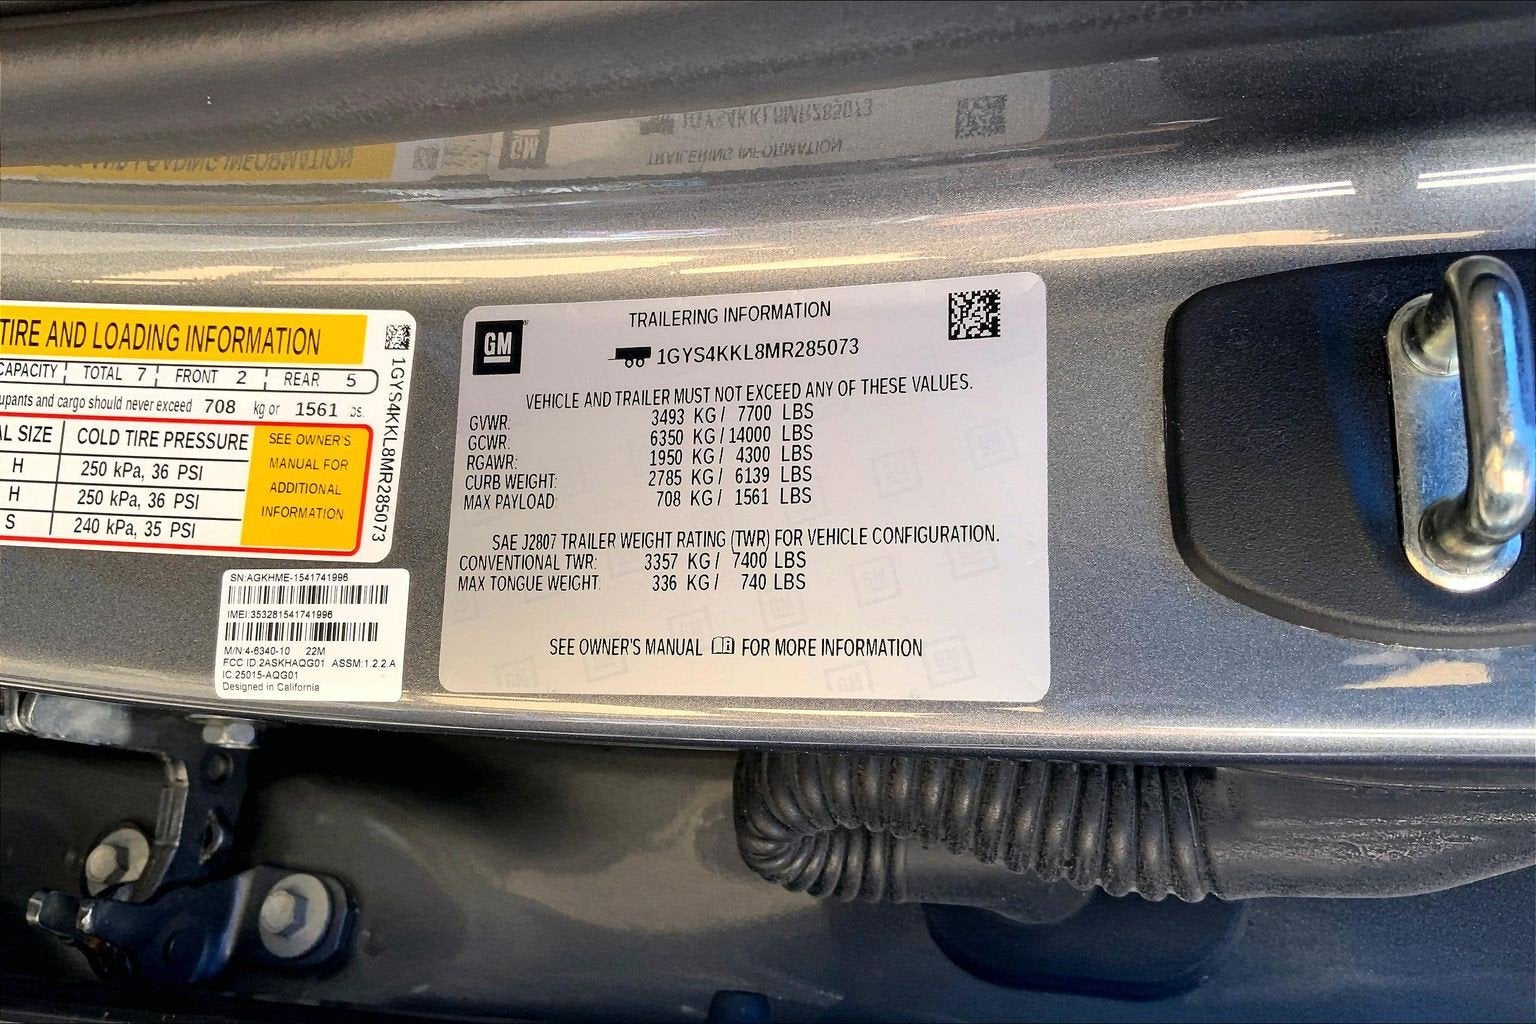 TIRE AND LOADING INFORMATION
CAPACITY TOTAL 7 FRONT 2 REAR 5
and cargo should never exceed 708 kg or 1561
SIZE COLD TIRE PRESSURE
H 250 kPa, 36 PSI
H 250 kPa, 36 PSI
S 240 kPa, 35 PSI
SEE OWNER'S
MANUAL FOR
ADDITIONAL
INFORMATION
1GYS4KKL8MR285073
SN:AGKHME-1541741996
IMEI:353281541741996
M/N:4-6340-10 22M
FCC ID:2ASKHAQG01 ASSM:1.2.2.A
IC:25015-AQG01
Designed in California
GM
TRAILERING INFORMATION
1GYS4KKL8MR285073
VEHICLE AND TRAILER MUST NOT EXCEED ANY OF THESE VALUES.
GVWR: 3493 KG/ 7700 LBS
GCWR: 6350 KG/ 14000 LBS
RGAWR: 1950 KG/ 4300 LBS
CURB WEIGHT: 2785 KG/ 6139 LBS
MAX PAYLOAD: 708 KG/ 1561 LBS
SAE J2807 TRAILER WEIGHT RATING (TWR) FOR VEHICLE CONFIGURATION.
CONVENTIONAL TWR: 3357 KG/ 7400 LBS
MAX TONGUE WEIGHT: 336 KG/ 740 LBS
SEE OWNER'S MANUAL FOR MORE INFORMATION